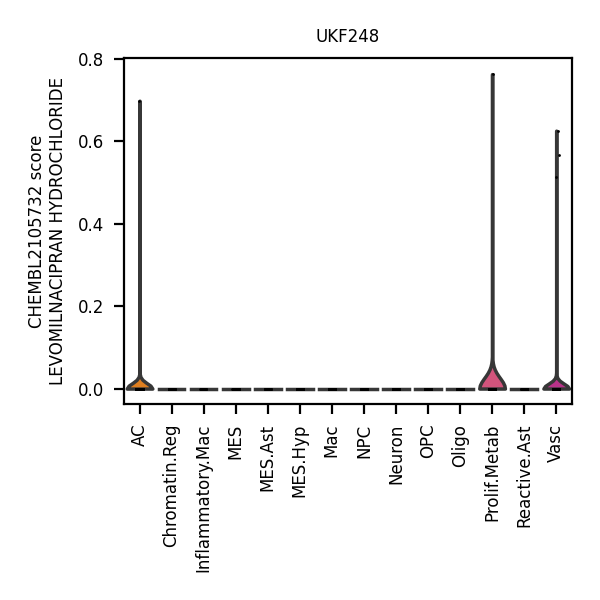 UKF248
CHEMBL2105732 score
LEVOMILNACIPRAN HYDROCHLORIDE
0.8
0.6
0.4
0.2
0.0
AC
Chromatin.Reg
Inflammatory.Mac
MES
MES.Ast
MES.Hyp
Mac
NPC
Neuron
OPC
Oligo
Prolif.Metab
Reactive.Ast
Vasc